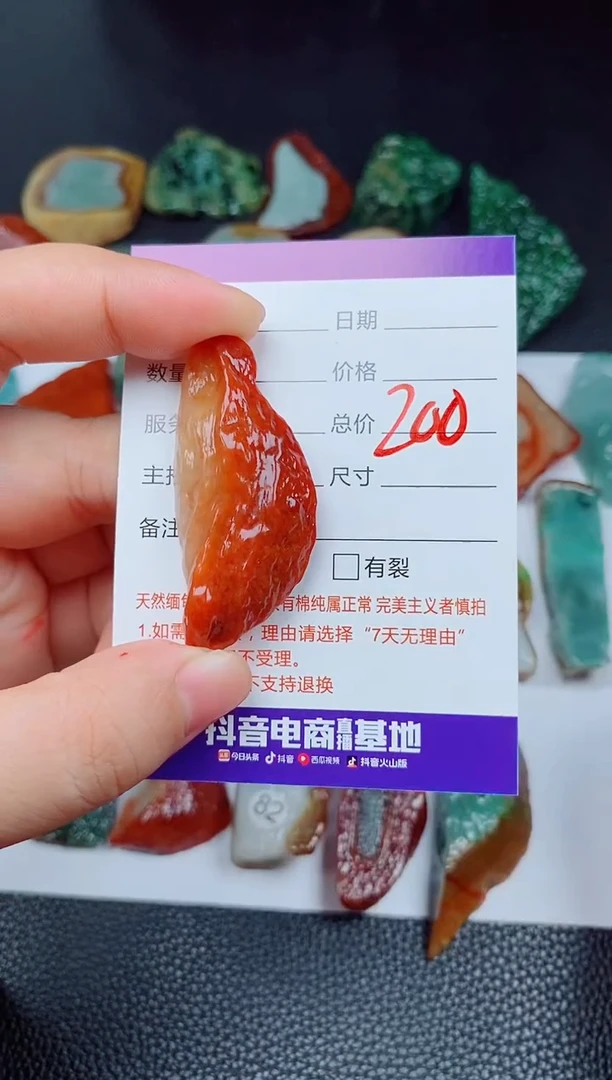 日期
数量
价格
服务
总价 200
主播
尺寸
备注
有裂
天然缅 有棉纯属正常 完美主义者慎拍
1.如需 ，理由请选择“7天无理由”
不受理。
不支持退换
抖音电商直播基地
今日头条 抖音 西瓜视频 抖音火山版
82